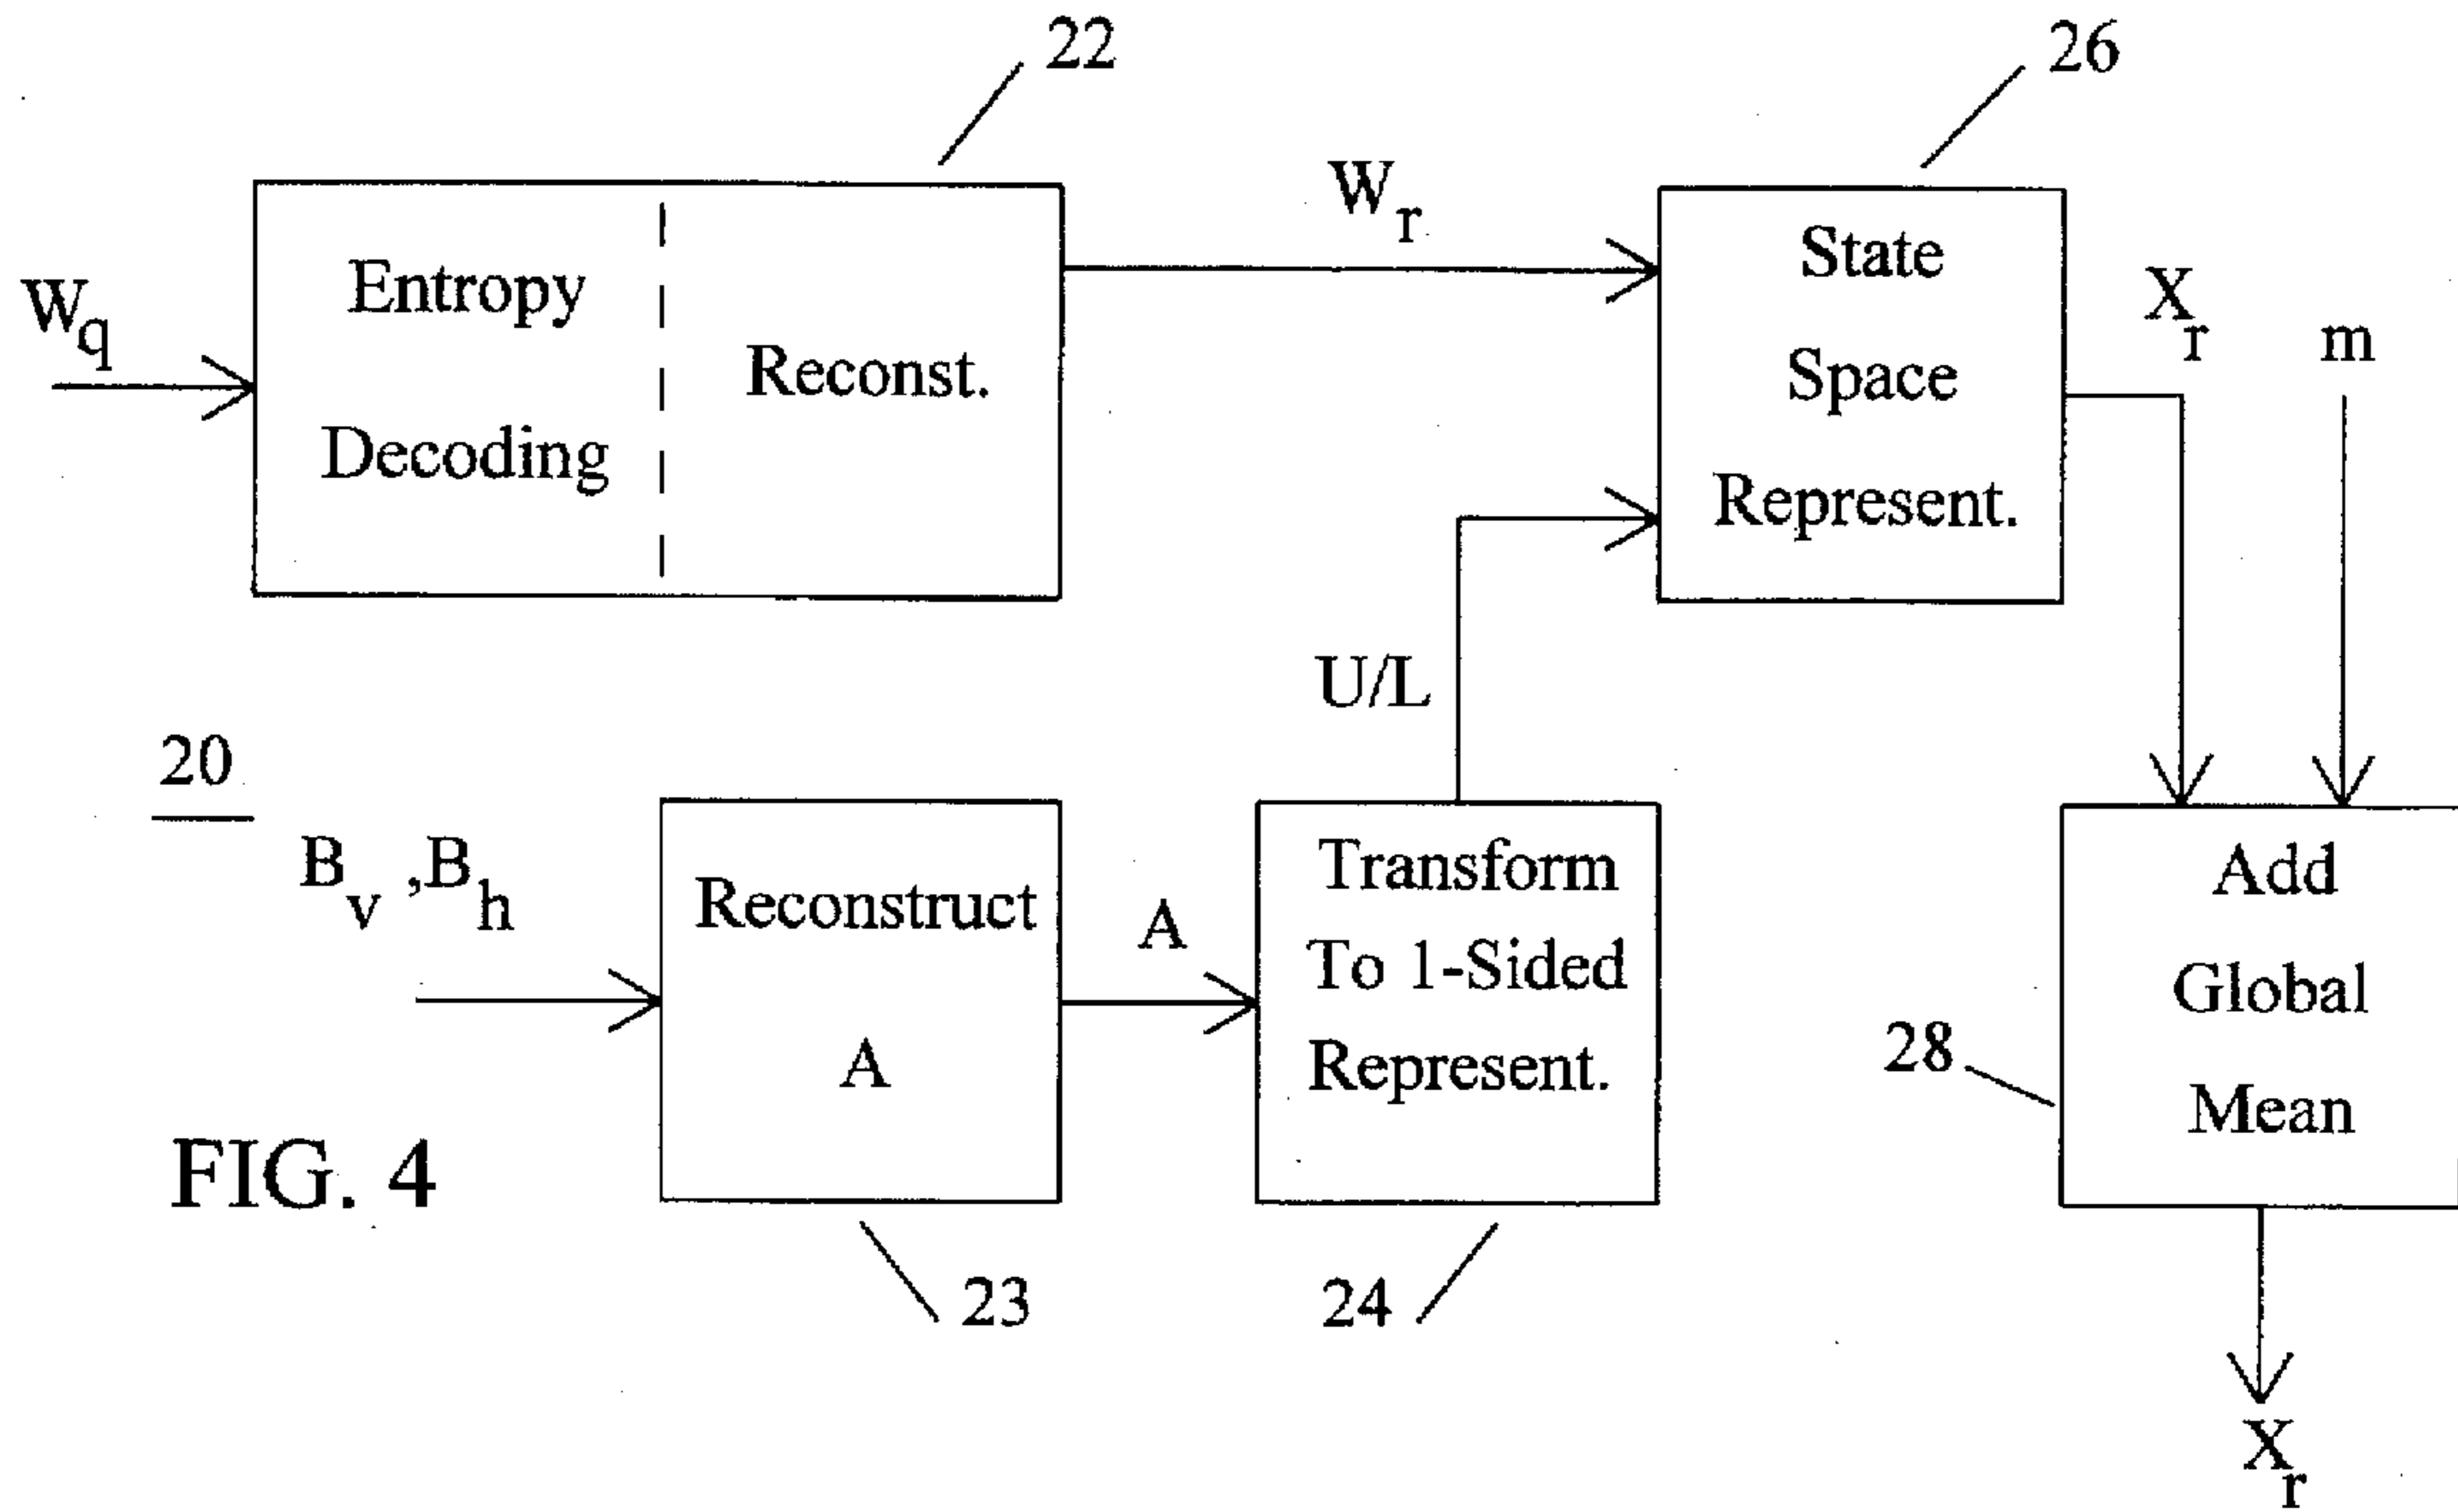 22
26
W_r
State
Space
Represent.
Entropy
Decoding
Reconst.
W_q
X_r
m
U/L
20
B_v ,B_h
Reconstruct
A
A
Transform
To 1-Sided
Represent.
Add
Global
Mean
28
FIG. 4
23
24
X_r